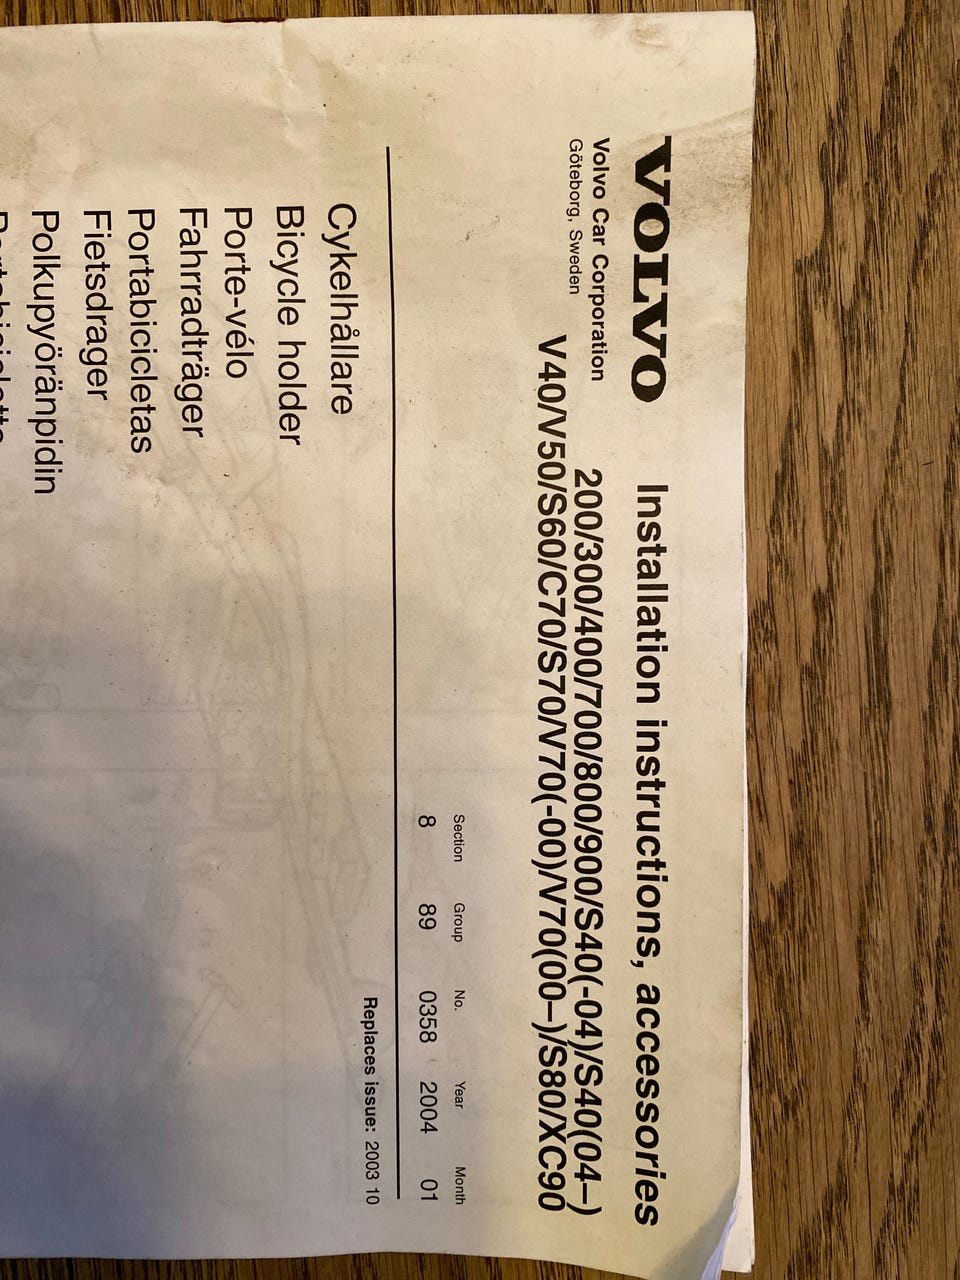 VOLVO
Installation instructions, accessories
Volvo Car Corporation
Göteborg, Sweden
200/300/400/700/800/900/S40(-04)/S40(04–)
V40/V50/S60/C70/S70/V70(-00)/V70(00–)/S80/XC90
Section Group No. Year Month
8 89 0358 2004 01
Replaces issue: 2003 10
Cykelhållare
Bicycle holder
Porte-vélo
Fahrradträger
Portabicicletas
Fietsdrager
Polkupyöränpidin